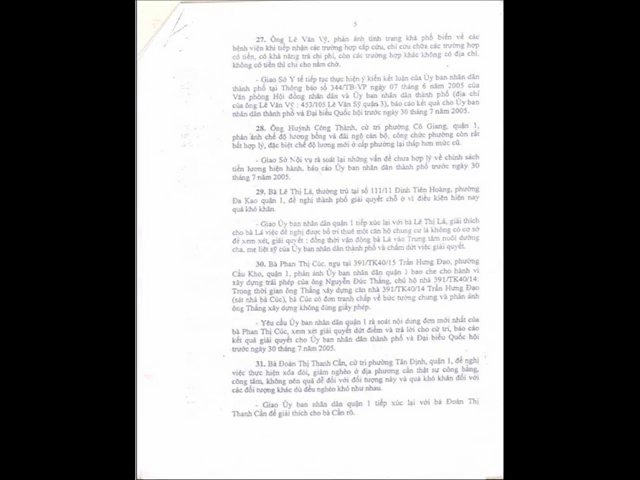 5
27. Ông Lê Văn Vỹ, phản ánh tình trạng khá phổ biến về các
bệnh viện khi tiếp nhận các trường hợp cấp cứu, chỉ cứu chữa các trường hợp
có tiền, có khả năng trả chi phí, còn các trường hợp khác không có địa chỉ,
không có tiền thì chỉ cho nằm chờ.
- Giao Sở Y tế tiếp tục thực hiện ý kiến kết luận của Ủy ban nhân dân
thành phố tại Thông báo số 344/TB-VP ngày 07 tháng 6 năm 2005 của
Văn phòng Hội đồng nhân dân và Ủy ban nhân dân thành phố (địa chỉ
của ông Lê Văn Vỹ : 453/105 Lê Văn Sỹ quận 3), báo cáo kết quả cho Ủy ban
nhân dân thành phố và Đại biểu Quốc hội trước ngày 30 tháng 7 năm 2005.
28. Ông Huỳnh Công Thành, cử tri phường Cô Giang, quận 1,
phản ánh chế độ lương bổng và đãi ngộ cán bộ, công chức phường còn rất
bất hợp lý, đặc biệt chế độ lương mới ở cấp phường lại thấp hơn mức cũ.
- Giao Sở Nội vụ rà soát lại những vấn đề chưa hợp lý về chính sách
tiền lương hiện hành, báo cáo Ủy ban nhân dân thành phố trước ngày 30
tháng 7 năm 2005.
29. Bà Lê Thị Lá, thường trú tại số 111/11 Đinh Tiên Hoàng, phường
Đa Kao quận 1, đề nghị thành phố giải quyết chỗ ở vì điều kiện hiện nay
quá khó khăn.
- Giao Ủy ban nhân dân quận 1 tiếp xúc lại với bà Lê Thị Lá, giải thích
cho bà Lá việc đề nghị được bố trí thuê một căn hộ chung cư là không có cơ sở
để xem xét, giải quyết ; đồng thời vận động bà Lá vào Trung tâm nuôi dưỡng
cha, mẹ liệt sỹ của Ủy ban nhân dân thành phố và chấm dứt việc giải quyết.
30. Bà Phan Thị Cúc, ngụ tại 391/TK40/15 Trần Hưng Đạo, phường
Cầu Kho, quận 1, phản ánh Ủy ban nhân dân quận 1 bao che cho hành vi
xây dựng trái phép của ông Nguyễn Đức Thắng, chủ hộ nhà 391/TK40/14.
Trong thời gian ông Thắng xây dựng căn nhà 391/TK40/14 Trần Hưng Đạo
(sát nhà bà Cúc), bà Cúc có đơn tranh chấp về bức tường chung và phản ánh
ông Thắng xây dựng không đúng giấy phép.
- Yêu cầu Ủy ban nhân dân quận 1 rà soát nội dung đơn mới nhất của
bà Phan Thị Cúc, xem xét giải quyết dứt điểm và trả lời cho cử tri, báo cáo
kết quả giải quyết cho Ủy ban nhân dân thành phố và Đại biểu Quốc hội
trước ngày 30 tháng 7 năm 2005.
31. Bà Đoàn Thị Thanh Cẩn, cử tri phường Tân Định, quận 1, đề nghị
việc thực hiện xóa đói, giảm nghèo ở địa phương cần thật sự công bằng,
công tâm, không nên quá dễ đối với đối tượng này và quá khó khăn đối với
các đối tượng khác dù đều nghèo khó như nhau.
- Giao Ủy ban nhân dân quận 1 tiếp xúc lại với bà Đoàn Thị
Thanh Cẩn để giải thích cho bà Cẩn rõ.